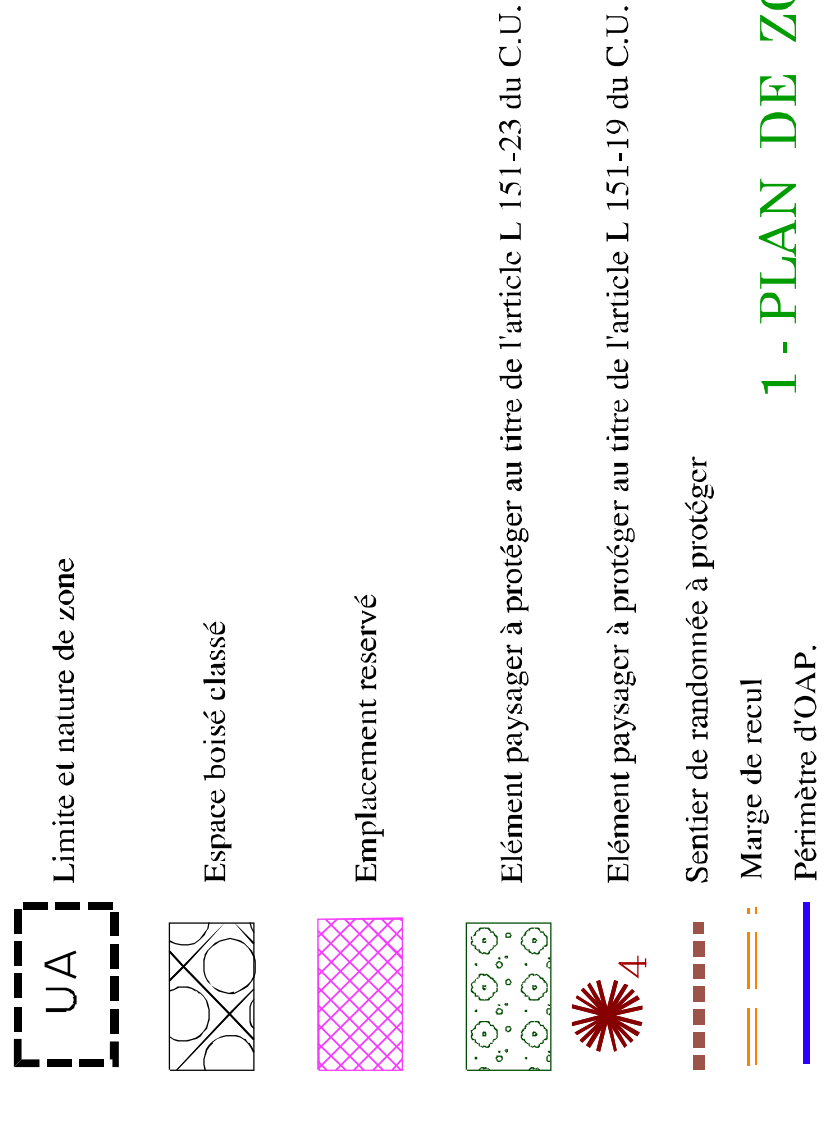 UA
Limite et nature de zone
Espace boisé classé
Emplacement reservé
Elément paysager à protéger au titre de l'article L 151-23 du C.U.
4
Elément paysager à protéger au titre de l'article L 151-19 du C.U.
Sentier de randonnée à protéger
Marge de recul
Périmètre d'OAP.
1 - PLAN DE